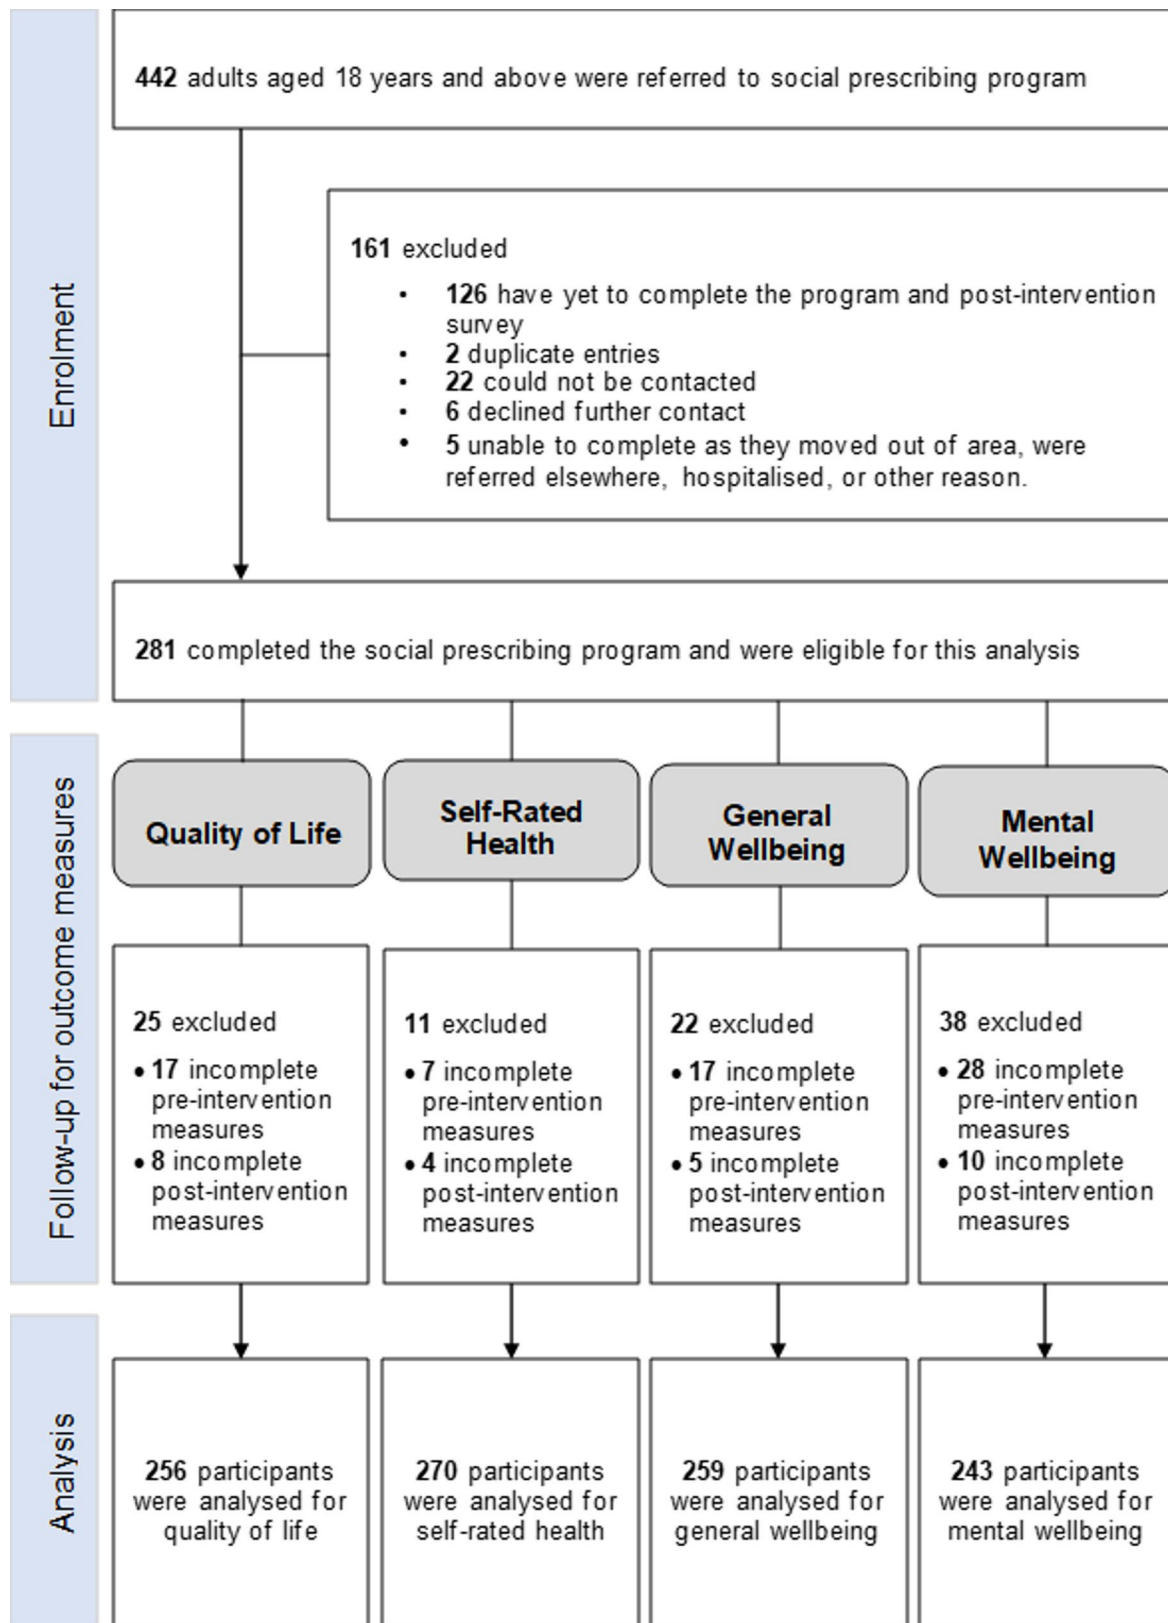 Enrolment
442 adults aged 18 years and above were referred to social prescribing program
161 excluded
• 126 have yet to complete the program and post-intervention
survey
• 2 duplicate entries
• 22 could not be contacted
• 6 declined further contact
• 5 unable to complete as they moved out of area, were
referred elsewhere, hospitalised, or other reason.
281 completed the social prescribing program and were eligible for this analysis
Follow-up for outcome measures
Quality of Life
Self-Rated
Health
General
Wellbeing
Mental
Wellbeing
25 excluded
• 17 incomplete
pre-intervention
measures
• 8 incomplete
post-intervention
measures
11 excluded
• 7 incomplete
pre-intervention
measures
• 4 incomplete
post-intervention
measures
22 excluded
• 17 incomplete
pre-intervention
measures
• 5 incomplete
post-intervention
measures
38 excluded
• 28 incomplete
pre-intervention
measures
• 10 incomplete
post-intervention
measures
Analysis
256 participants
were analysed for
quality of life
270 participants
were analysed for
self-rated health
259 participants
were analysed for
general wellbeing
243 participants
were analysed for
mental wellbeing